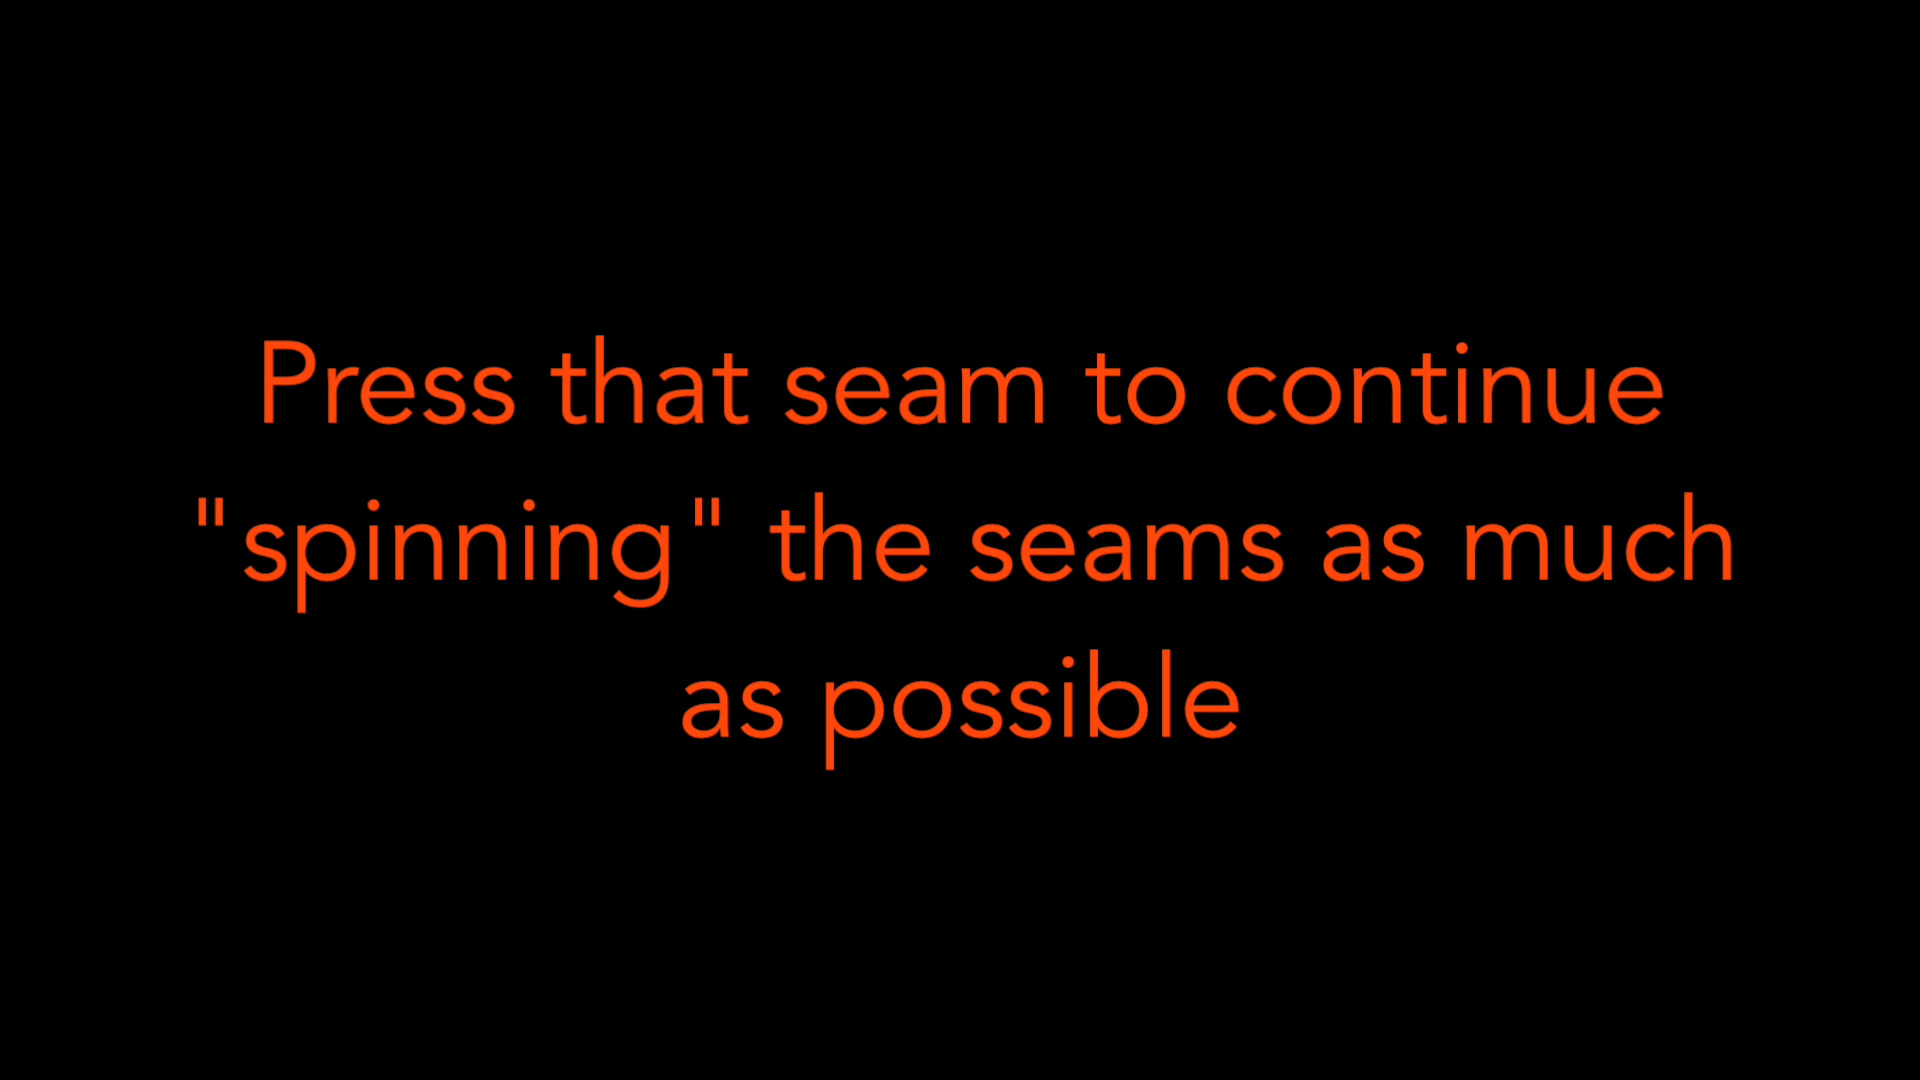 Press that seam to continue
"spinning" the seams as much
as possible